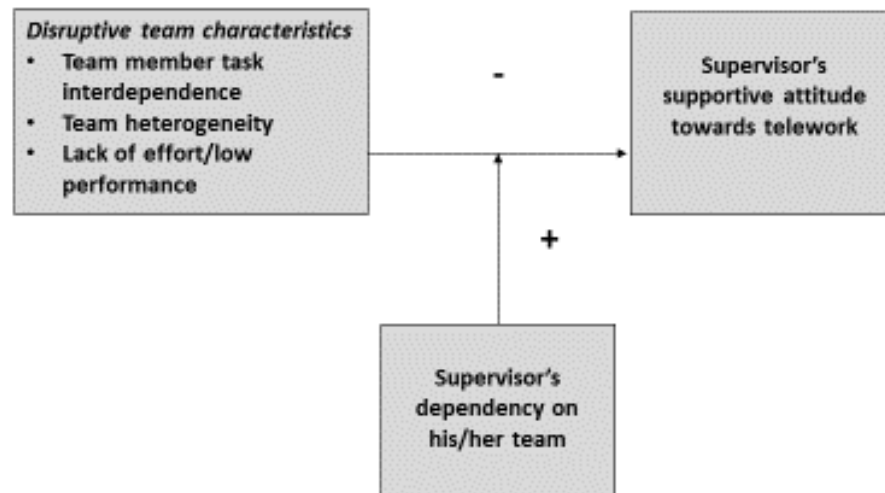 Disruptive team characteristics
• Team member task
interdependence
• Team heterogeneity
• Lack of effort/low
performance
-
Supervisor's
supportive attitude
towards telework
+
Supervisor's
dependency on
his/her team